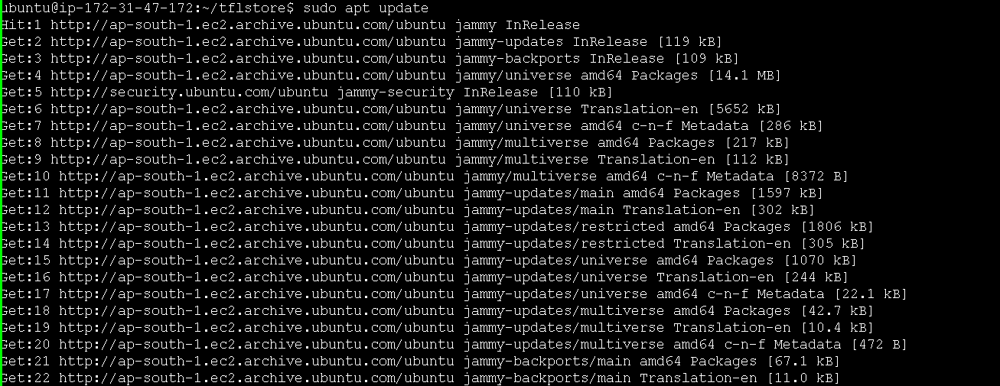 ubuntu@ip-172-31-47-172:~/tflstore$ sudo apt update
Hit:1 http://ap-south-1.ec2.archive.ubuntu.com/ubuntu jammy InRelease
Get:2 http://ap-south-1.ec2.archive.ubuntu.com/ubuntu jammy-updates InRelease [119 kB]
Get:3 http://ap-south-1.ec2.archive.ubuntu.com/ubuntu jammy-backports InRelease [109 kB]
Get:4 http://ap-south-1.ec2.archive.ubuntu.com/ubuntu jammy/universe amd64 Packages [14.1 MB]
Get:5 http://security.ubuntu.com/ubuntu jammy-security InRelease [110 kB]
Get:6 http://ap-south-1.ec2.archive.ubuntu.com/ubuntu jammy/universe Translation-en [5652 kB]
Get:7 http://ap-south-1.ec2.archive.ubuntu.com/ubuntu jammy/universe amd64 c-n-f Metadata [286 kB]
Get:8 http://ap-south-1.ec2.archive.ubuntu.com/ubuntu jammy/multiverse amd64 Packages [217 kB]
Get:9 http://ap-south-1.ec2.archive.ubuntu.com/ubuntu jammy/multiverse Translation-en [112 kB]
Get:10 http://ap-south-1.ec2.archive.ubuntu.com/ubuntu jammy/multiverse amd64 c-n-f Metadata [8372 B]
Get:11 http://ap-south-1.ec2.archive.ubuntu.com/ubuntu jammy-updates/main amd64 Packages [1597 kB]
Get:12 http://ap-south-1.ec2.archive.ubuntu.com/ubuntu jammy-updates/main Translation-en [302 kB]
Get:13 http://ap-south-1.ec2.archive.ubuntu.com/ubuntu jammy-updates/restricted amd64 Packages [1806 kB]
Get:14 http://ap-south-1.ec2.archive.ubuntu.com/ubuntu jammy-updates/restricted Translation-en [305 kB]
Get:15 http://ap-south-1.ec2.archive.ubuntu.com/ubuntu jammy-updates/universe amd64 Packages [1070 kB]
Get:16 http://ap-south-1.ec2.archive.ubuntu.com/ubuntu jammy-updates/universe Translation-en [244 kB]
Get:17 http://ap-south-1.ec2.archive.ubuntu.com/ubuntu jammy-updates/universe amd64 c-n-f Metadata [22.1 kB]
Get:18 http://ap-south-1.ec2.archive.ubuntu.com/ubuntu jammy-updates/multiverse amd64 Packages [42.7 kB]
Get:19 http://ap-south-1.ec2.archive.ubuntu.com/ubuntu jammy-updates/multiverse Translation-en [10.4 kB]
Get:20 http://ap-south-1.ec2.archive.ubuntu.com/ubuntu jammy-updates/multiverse amd64 c-n-f Metadata [472 B]
Get:21 http://ap-south-1.ec2.archive.ubuntu.com/ubuntu jammy-backports/main amd64 Packages [67.1 kB]
Get:22 http://ap-south-1.ec2.archive.ubuntu.com/ubuntu jammy-backports/main Translation-en [11.0 kB]